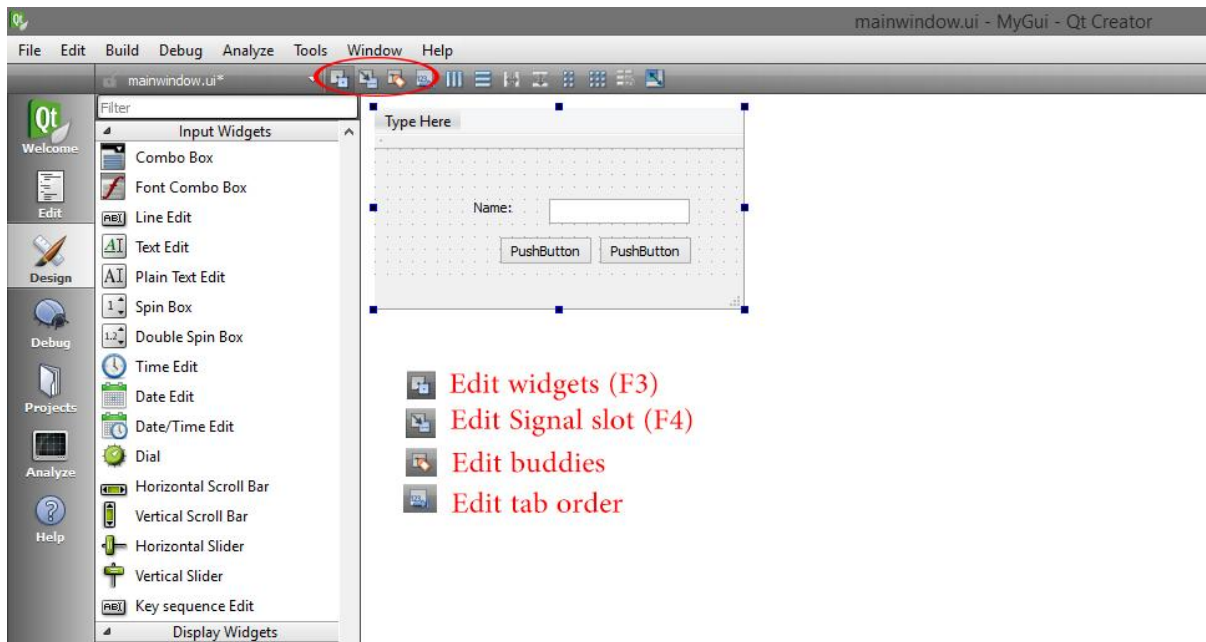 mainwindow.ui - MyGui - Qt Creator
File Edit Build Debug Analyze Tools Window Help
mainwindow.ui*
Qt
Welcome
Edit
Design
Debug
Projects
Analyze
Help
Filter
Input Widgets
Combo Box
Font Combo Box
Line Edit
Text Edit
Plain Text Edit
Spin Box
Double Spin Box
Time Edit
Date Edit
Date/Time Edit
Dial
Horizontal Scroll Bar
Vertical Scroll Bar
Horizontal Slider
Vertical Slider
Key sequence Edit
Display Widgets
Type Here
Name:
PushButton PushButton
Edit widgets (F3)
Edit Signal slot (F4)
Edit buddies
Edit tab order